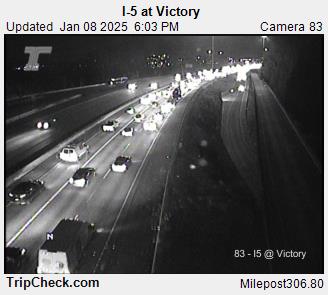 I-5 at Victory
Updated  Jan 08 2025  6:03 PM  Camera 83
N
83 - I5 @ Victory
TripCheck.com  Milepost306.80